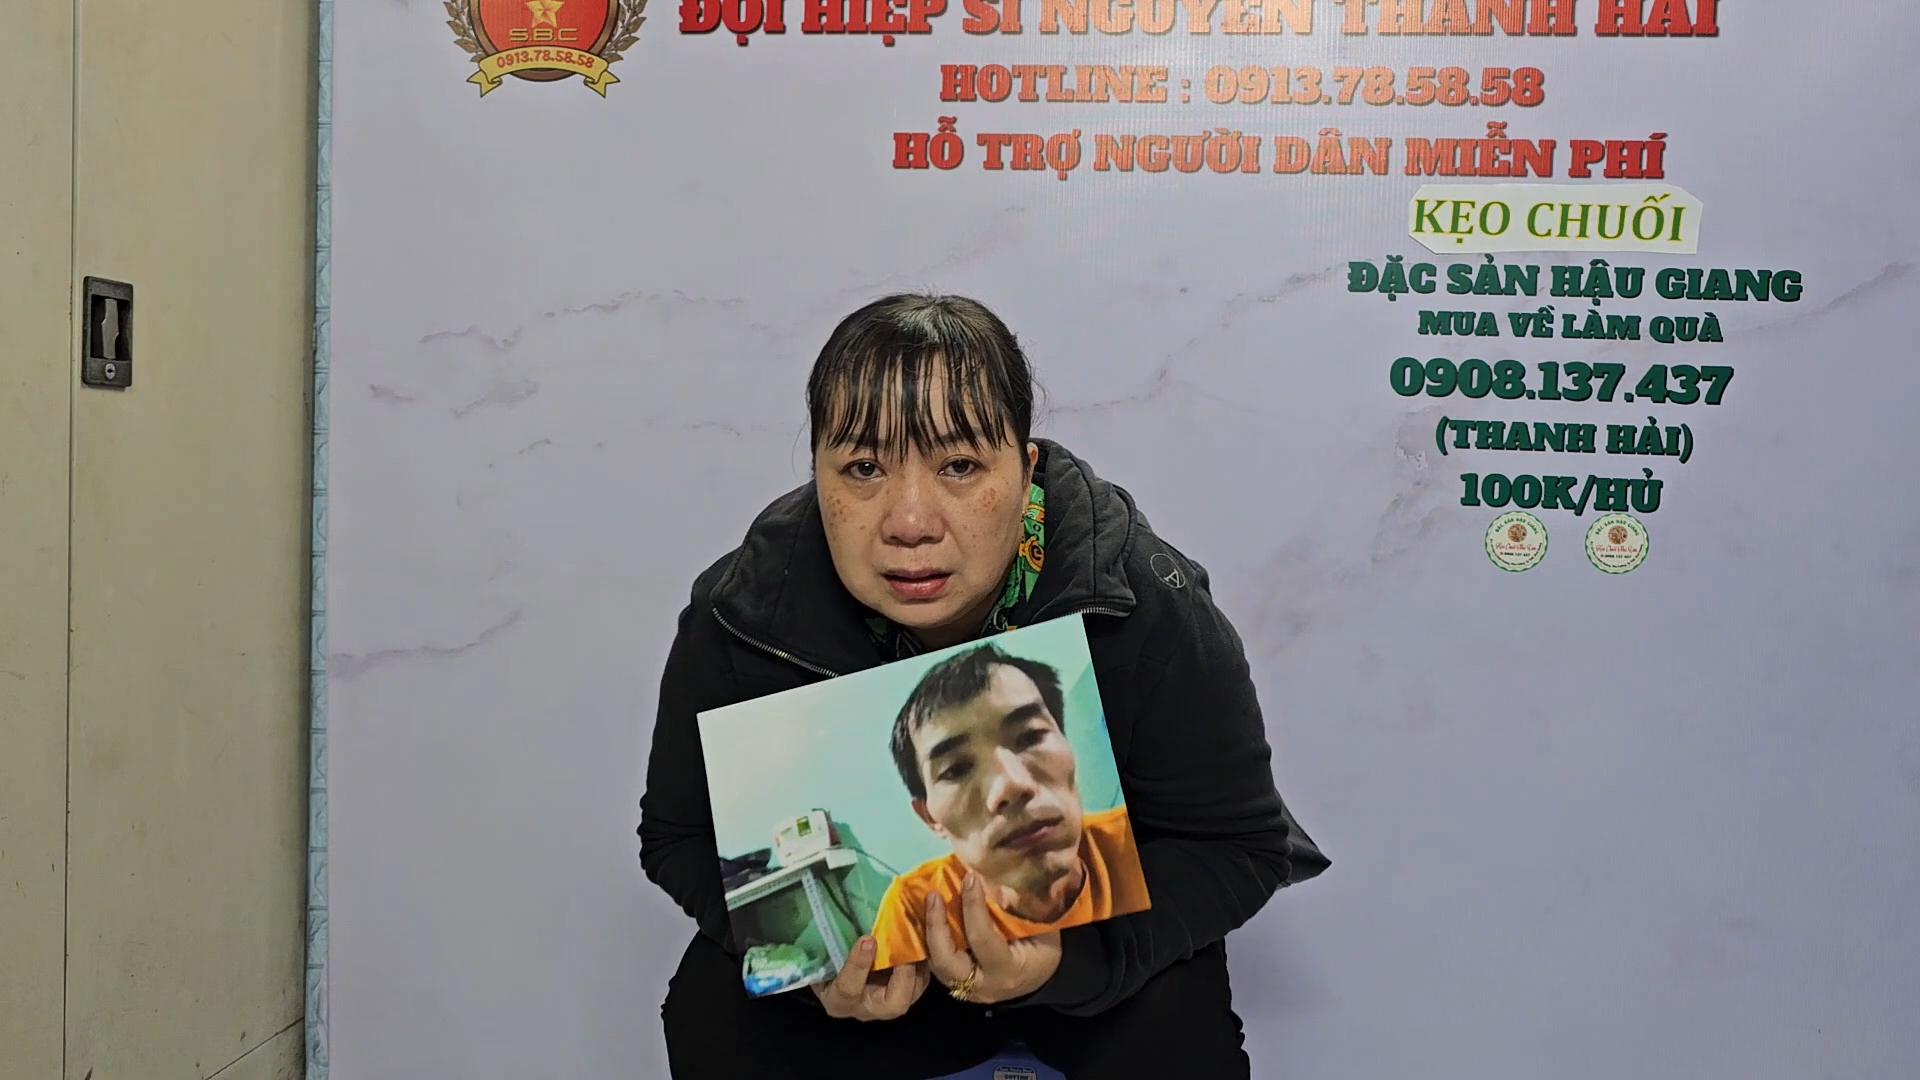 S.B.C
0913.78.58.58
ĐỘI HIỆP SĨ NGUYỄN THANH HẢI
HOTLINE : 0913.78.58.58
HỖ TRỢ NGƯỜI DÂN MIỄN PHÍ
KẸO CHUỐI
ĐẶC SẢN HẬU GIANG
MUA VỀ LÀM QUÀ
0908.137.437
(THANH HẢI)
100K/HỦ